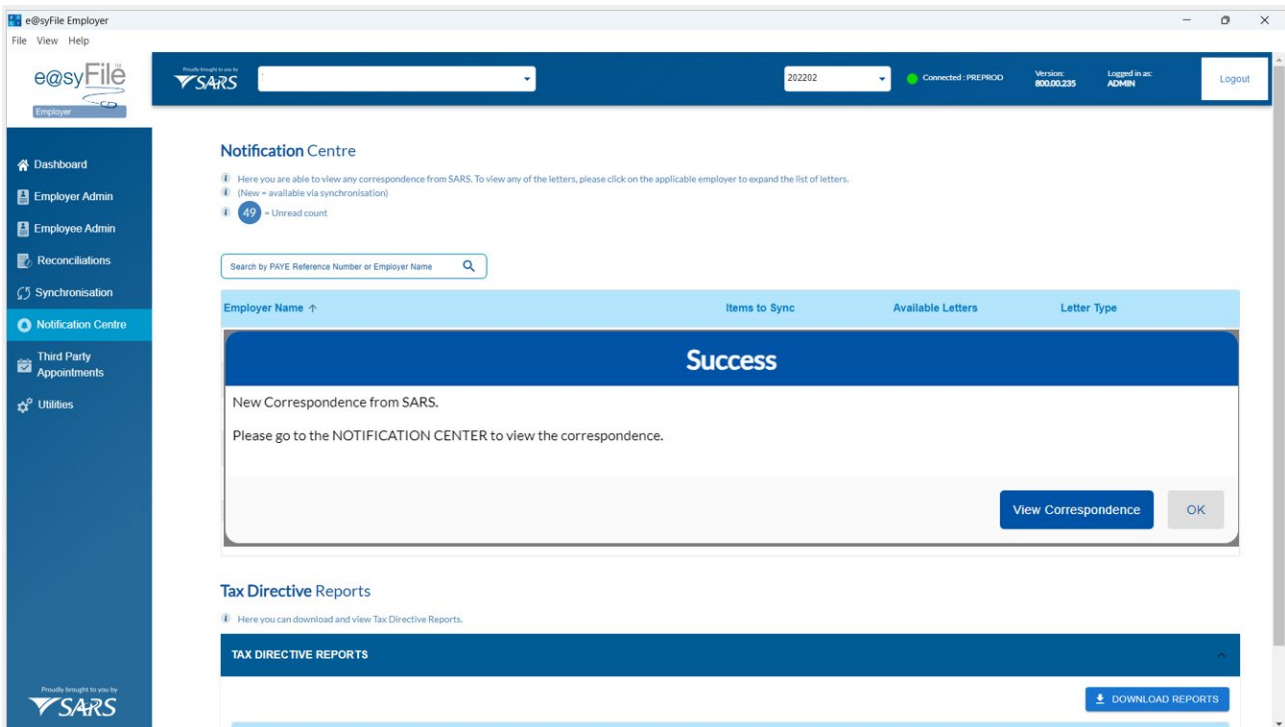 e@syFile Employer
File View Help
e@syFile™
Employer
Proudly brought to you by
SARS
202202
Connected : PREPROD
Version:
800.00.235
Logged in as:
ADMIN
Logout
Dashboard
Employer Admin
Employee Admin
Reconciliations
Synchronisation
Notification Centre
Third Party
Appointments
Utilities
Proudly brought to you by
SARS
Notification Centre
Here you are able to view any correspondence from SARS. To view any of the letters, please click on the applicable employer to expand the list of letters.
(New = available via synchronisation)
49 = Unread count
Search by PAYE Reference Number or Employer Name
Employer Name ↑ Items to Sync Available Letters Letter Type
Success
New Correspondence from SARS.
Please go to the NOTIFICATION CENTER to view the correspondence.
View Correspondence OK
Tax Directive Reports
Here you can download and view Tax Directive Reports.
TAX DIRECTIVE REPORTS
DOWNLOAD REPORTS